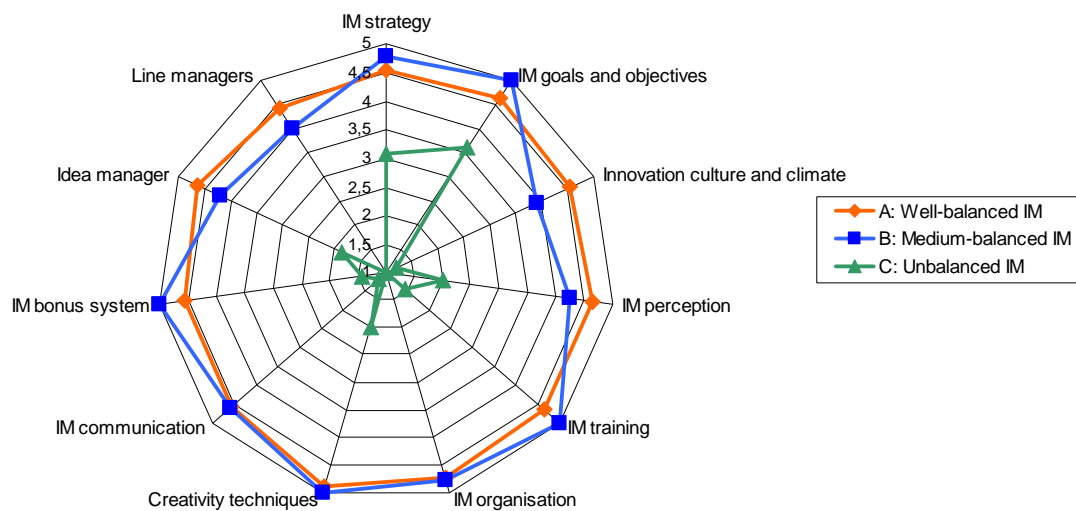 IM strategy
5
4,5
4
3,5
3
2,5
2
1,5
1
IM goals and objectives
Innovation culture and climate
IM perception
IM training
IM organisation
Creativity techniques
IM communication
IM bonus system
Idea manager
Line managers
A: Well-balanced IM
B: Medium-balanced IM
C: Unbalanced IM